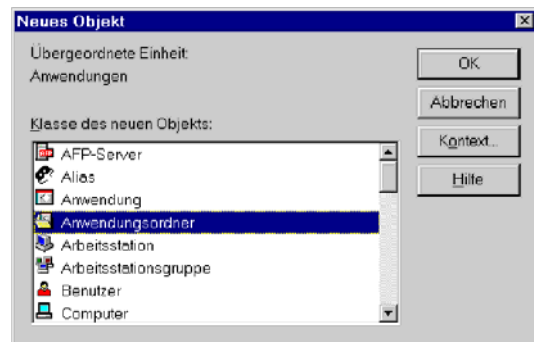 Neues Objekt
Übergeordnete Einheit:
Anwendungen
Klasse des neuen Objekts:
AFP-Server
Alias
Anwendung
Anwendungsordner
Arbeitsstation
Arbeitsstationsgruppe
Benutzer
Computer
OK
Abbrechen
Kontext...
Hilfe